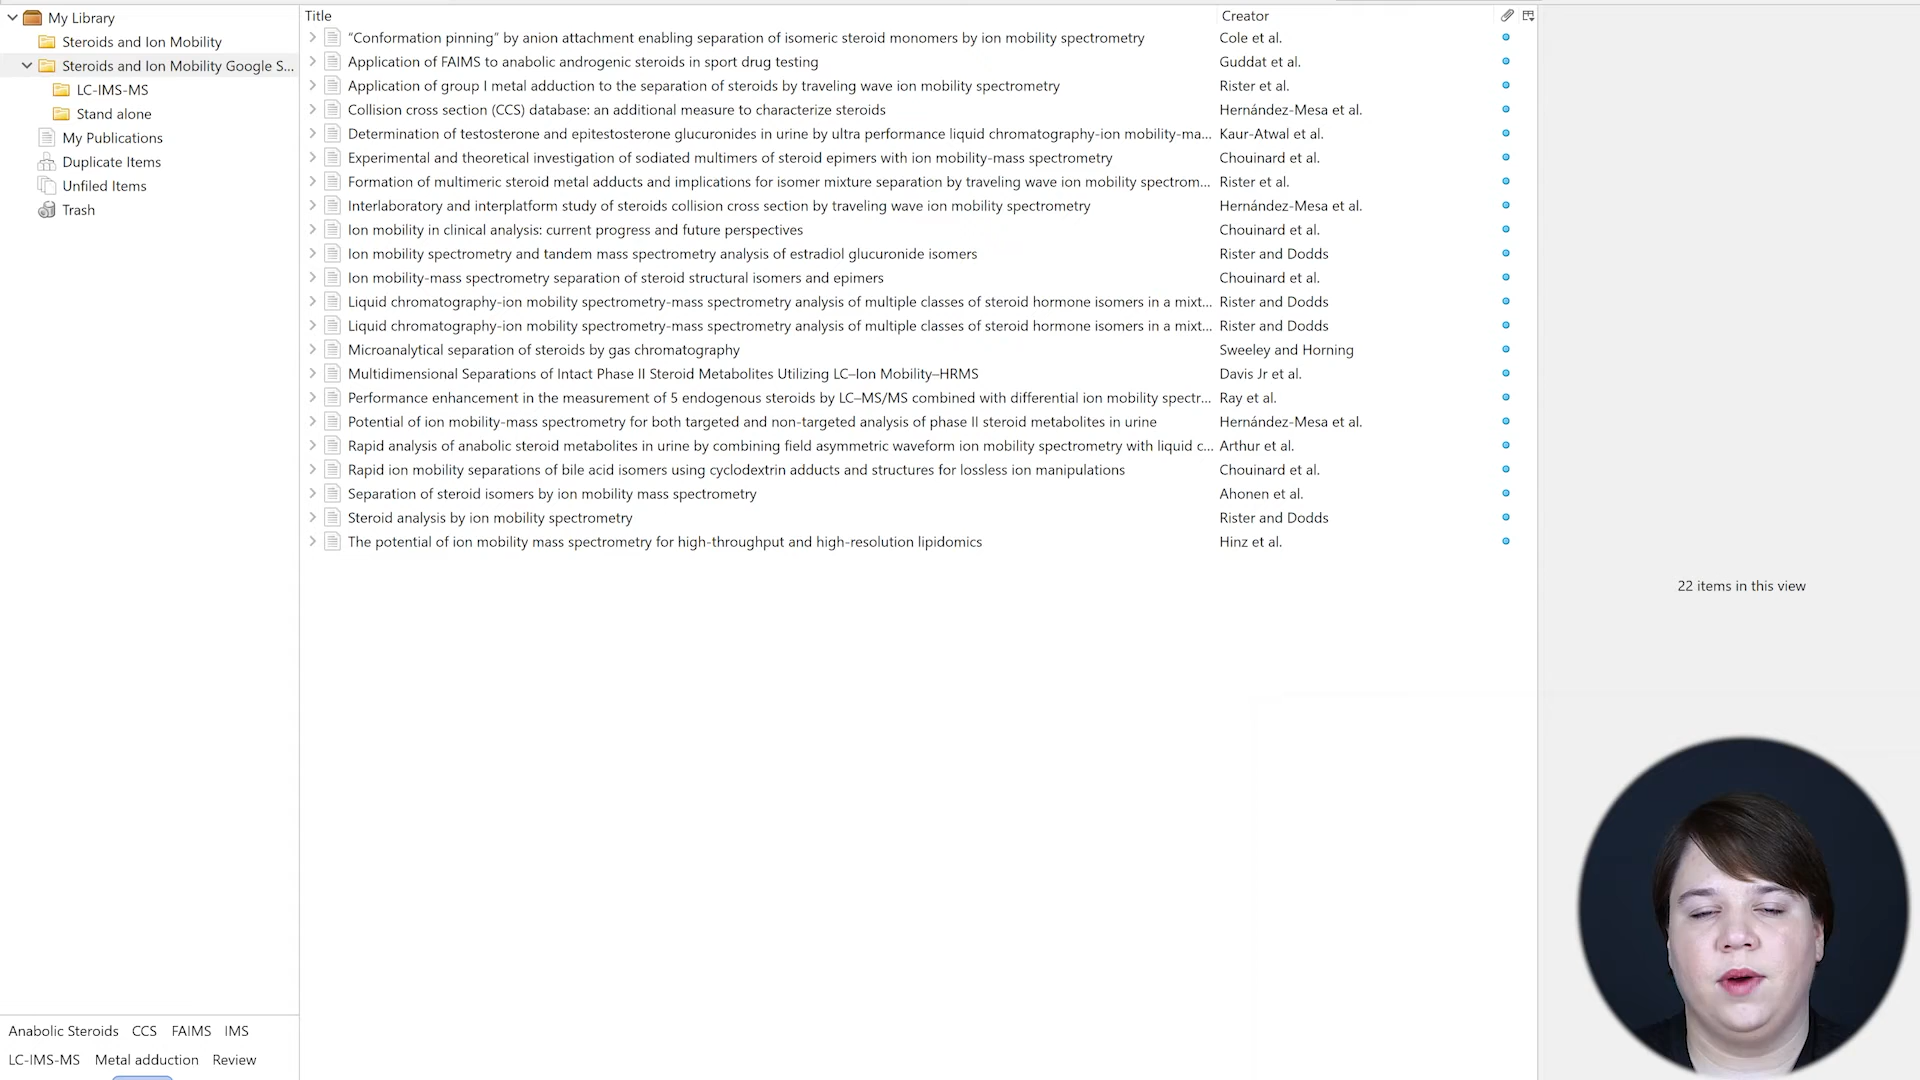 My Library
Steroids and Ion Mobility
Steroids and Ion Mobility Google S...
LC-IMS-MS
Stand alone
My Publications
Duplicate Items
Unfiled Items
Trash
Anabolic Steroids CCS FAIMS IMS
LC-IMS-MS Metal adduction Review
Title Creator
“Conformation pinning” by anion attachment enabling separation of isomeric steroid monomers by ion mobility spectrometry Cole et al.
Application of FAIMS to anabolic androgenic steroids in sport drug testing Guddat et al.
Application of group I metal adduction to the separation of steroids by traveling wave ion mobility spectrometry Rister et al.
Collision cross section (CCS) database: an additional measure to characterize steroids Hernández-Mesa et al.
Determination of testosterone and epitestosterone glucuronides in urine by ultra performance liquid chromatography-ion mobility-ma... Kaur-Atwal et al.
Experimental and theoretical investigation of sodiated multimers of steroid epimers with ion mobility-mass spectrometry Chouinard et al.
Formation of multimeric steroid metal adducts and implications for isomer mixture separation by traveling wave ion mobility spectrom... Rister et al.
Interlaboratory and interplatform study of steroids collision cross section by traveling wave ion mobility spectrometry Hernández-Mesa et al.
Ion mobility in clinical analysis: current progress and future perspectives Chouinard et al.
Ion mobility spectrometry and tandem mass spectrometry analysis of estradiol glucuronide isomers Rister and Dodds
Ion mobility-mass spectrometry separation of steroid structural isomers and epimers Chouinard et al.
Liquid chromatography-ion mobility spectrometry-mass spectrometry analysis of multiple classes of steroid hormone isomers in a mixt... Rister and Dodds
Liquid chromatography-ion mobility spectrometry-mass spectrometry analysis of multiple classes of steroid hormone isomers in a mixt... Rister and Dodds
Microanalytical separation of steroids by gas chromatography Sweeley and Horning
Multidimensional Separations of Intact Phase II Steroid Metabolites Utilizing LC–Ion Mobility–HRMS Davis Jr et al.
Performance enhancement in the measurement of 5 endogenous steroids by LC–MS/MS combined with differential ion mobility spectr... Ray et al.
Potential of ion mobility-mass spectrometry for both targeted and non-targeted analysis of phase II steroid metabolites in urine Hernández-Mesa et al.
Rapid analysis of anabolic steroid metabolites in urine by combining field asymmetric waveform ion mobility spectrometry with liquid c... Arthur et al.
Rapid ion mobility separations of bile acid isomers using cyclodextrin adducts and structures for lossless ion manipulations Chouinard et al.
Separation of steroid isomers by ion mobility mass spectrometry Ahonen et al.
Steroid analysis by ion mobility spectrometry Rister and Dodds
The potential of ion mobility mass spectrometry for high-throughput and high-resolution lipidomics Hinz et al.
22 items in this view